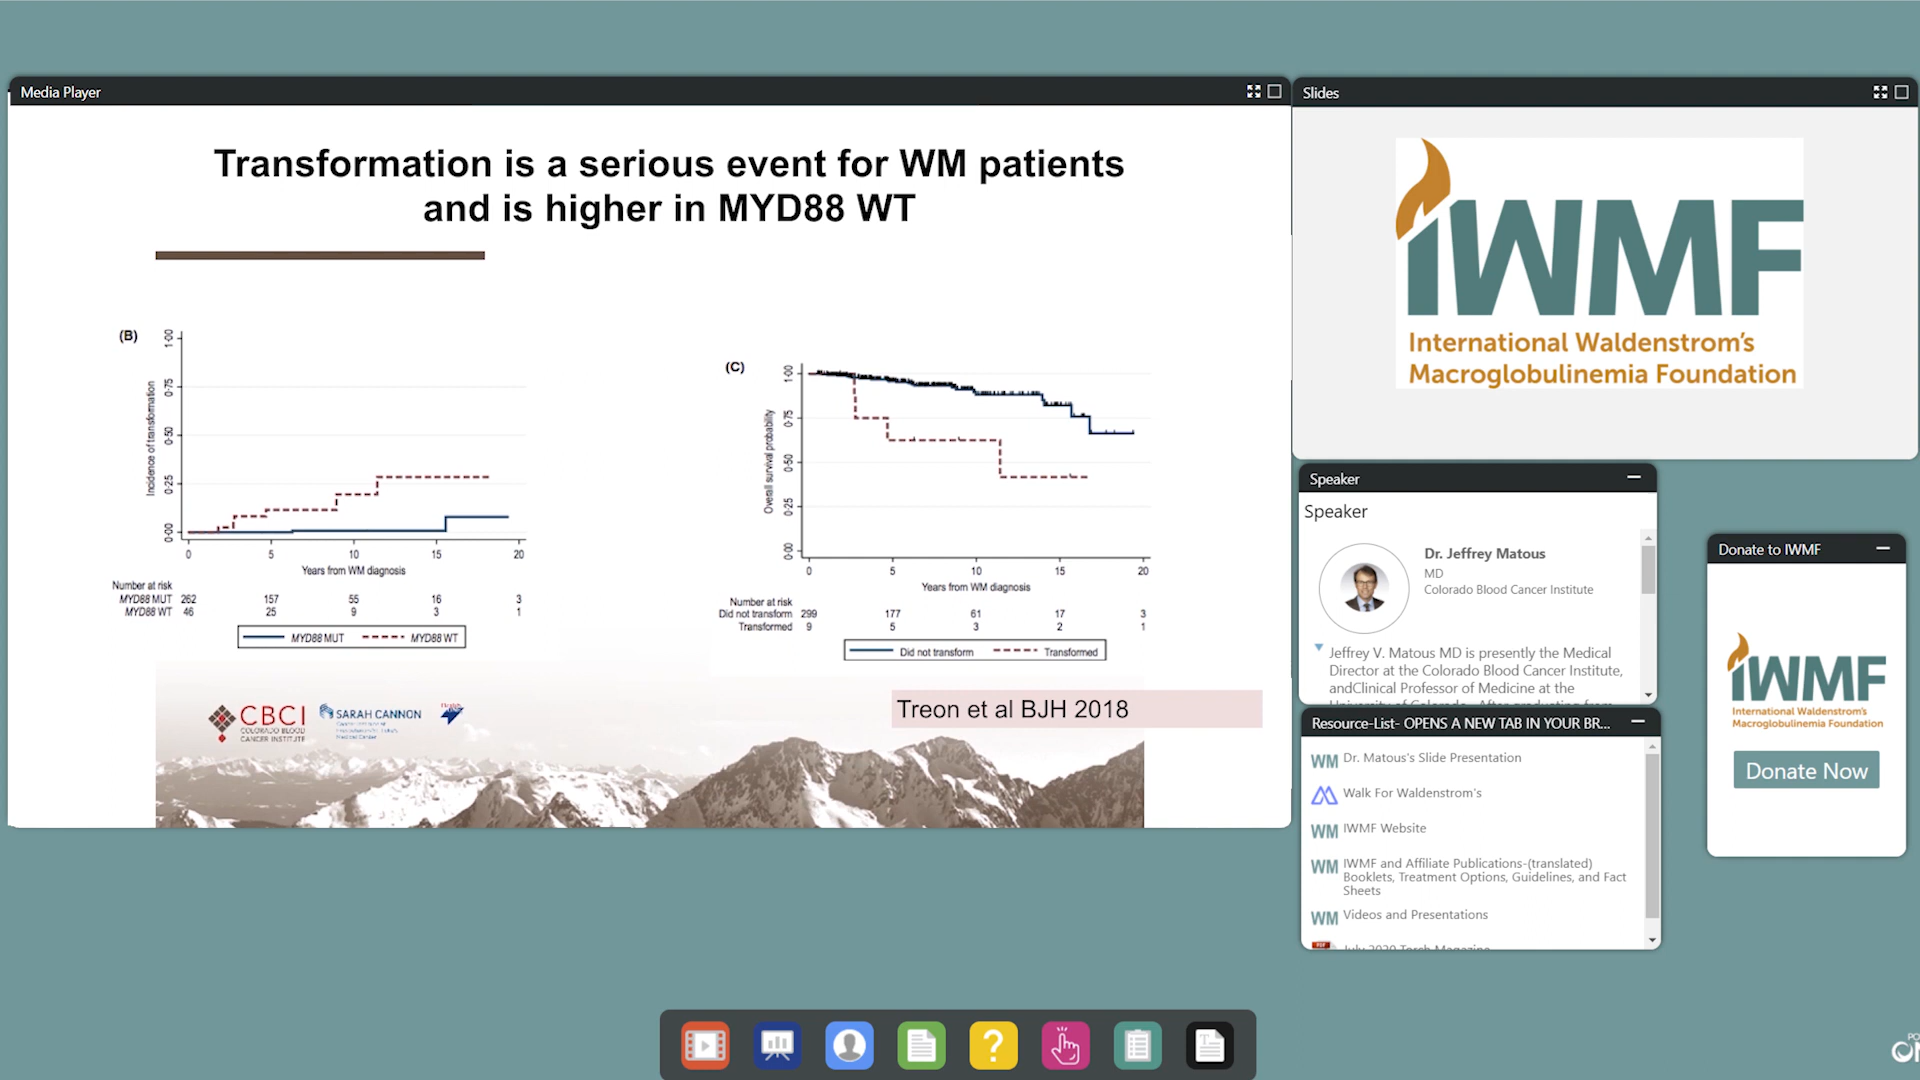 Media Player
Transformation is a serious event for WM patients
and is higher in MYD88 WT
(B)
1·00
0·75
0·50
0·25
0·00
Incidence of transformation
0 5 10 15 20
Years from WM diagnosis
Number at risk
MYD88 MUT 262 157 55 16 3
MYD88 WT 46 25 9 3 1
MYD88 MUT MYD88 WT
(C)
1·00
0·75
0·50
0·25
0·00
Overall survival probability
0 5 10 15 20
Years from WM diagnosis
Number at risk
Did not transform 299 177 61 17 3
Transformed 9 5 3 2 1
Did not transform Transformed
CBCI
COLORADO BLOOD
CANCER INSTITUTE
SARAH CANNON
Treon et al BJH 2018
Slides
IWMF
International Waldenstrom's
Macroglobulinemia Foundation
Speaker
Speaker
Dr. Jeffrey Matous
MD
Colorado Blood Cancer Institute
Jeffrey V. Matous MD is presently the Medical
Director at the Colorado Blood Cancer Institute,
andClinical Professor of Medicine at the
Resource-List- OPENS A NEW TAB IN YOUR BR...
WM Dr. Matous's Slide Presentation
Walk For Waldenstrom's
WM IWMF Website
WM IWMF and Affiliate Publications-(translated)
Booklets, Treatment Options, Guidelines, and Fact
Sheets
WM Videos and Presentations
July 2020 Torch Magazine
Donate to IWMF
IWMF
International Waldenstrom's
Macroglobulinemia Foundation
Donate Now
?